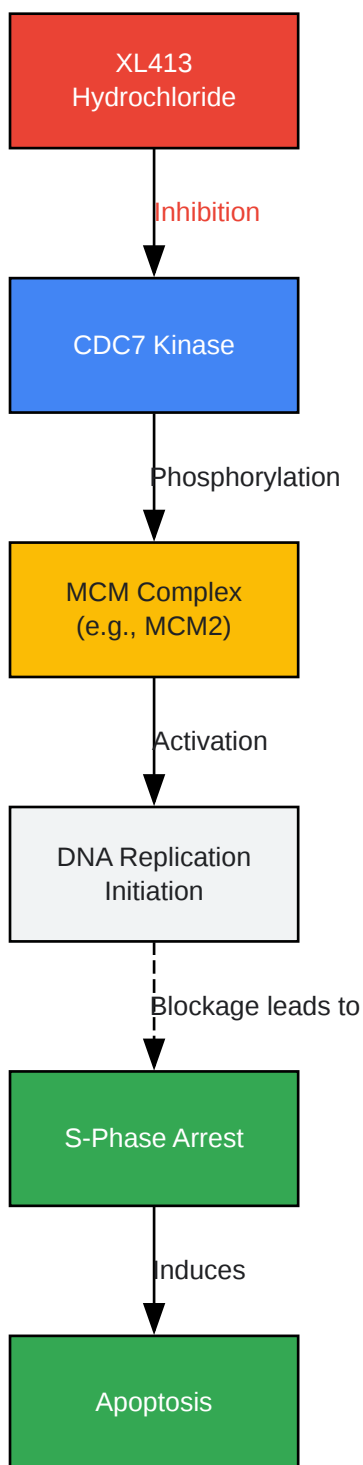 XL413
Hydrochloride
Inhibition
CDC7 Kinase
Phosphorylation
MCM Complex
(e.g., MCM2)
Activation
DNA Replication
Initiation
Blockage leads to
S-Phase Arrest
Induces
Apoptosis